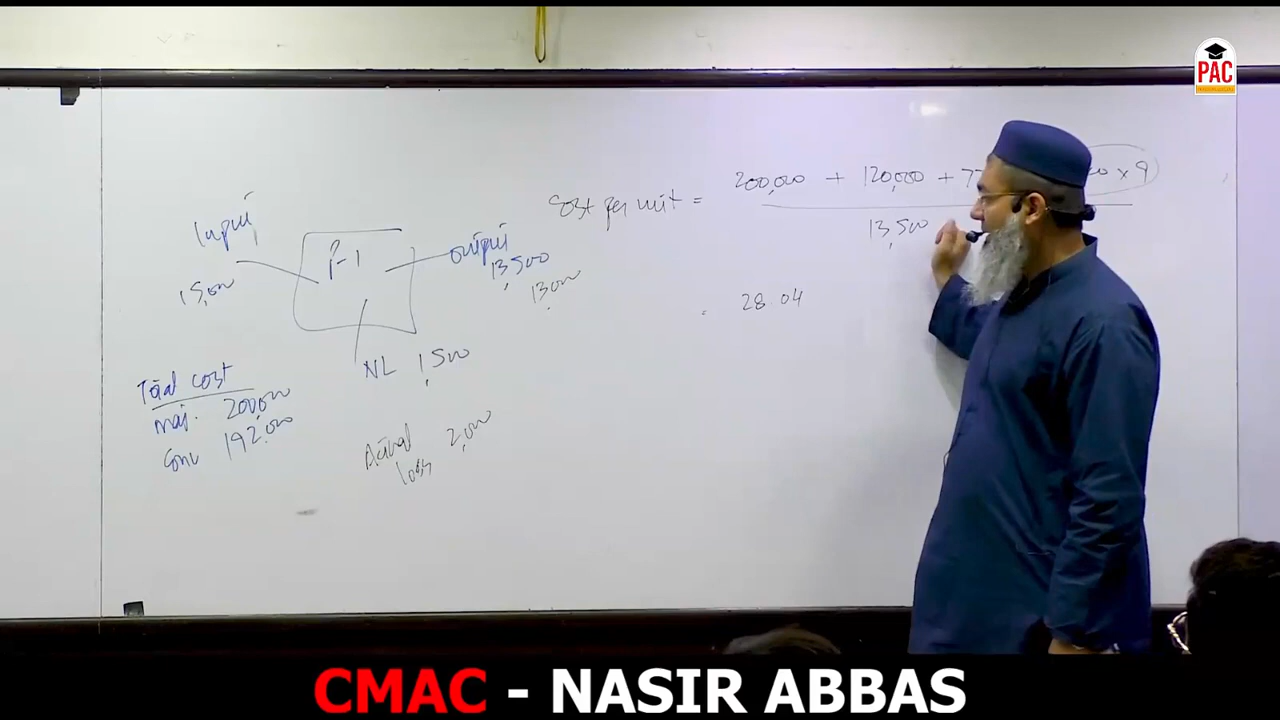 PAC
Input
15,000
P-1
output
13,500
13,000
NL 1,500
Actual loss 2,000
Total cost
mat. 200,000
Conv 192,000
Cost per unit =
200,000 + 120,000 + 7
× 9
13,500
= 28.04
CMAC - NASIR ABBAS